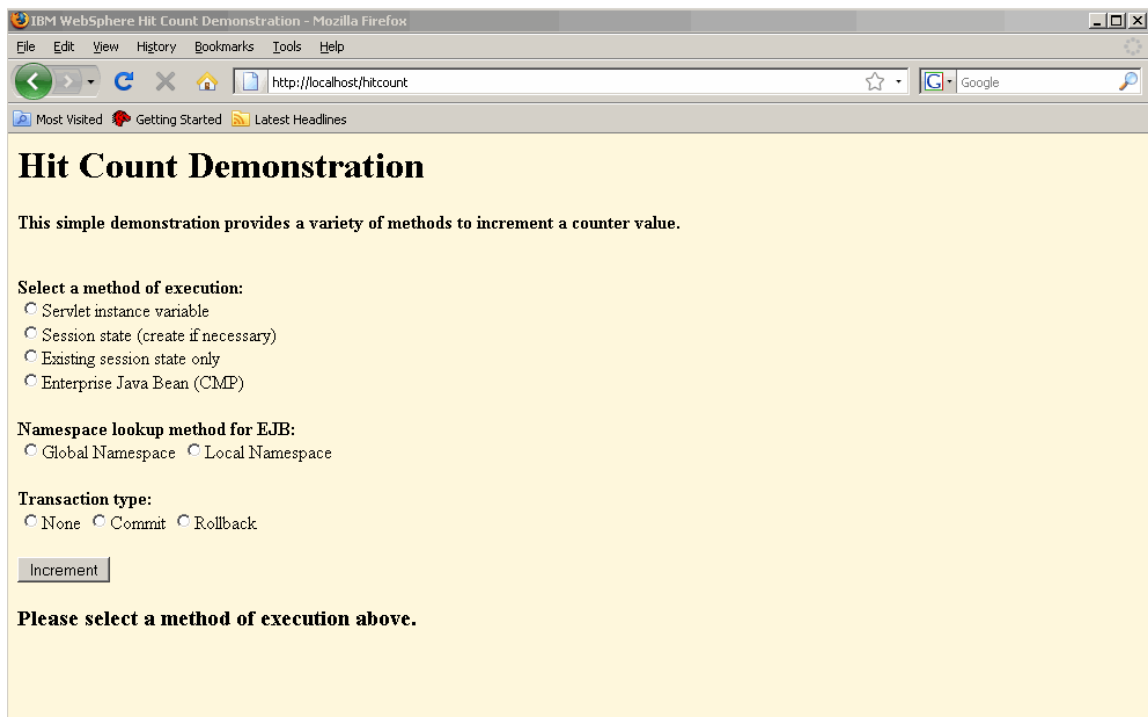 IBM WebSphere Hit Count Demonstration - Mozilla Firefox
File Edit View History Bookmarks Tools Help
http://localhost/hitcount
G Google
Most Visited Getting Started Latest Headlines
Hit Count Demonstration
This simple demonstration provides a variety of methods to increment a counter value.
Select a method of execution:
Servlet instance variable
Session state (create if necessary)
Existing session state only
Enterprise Java Bean (CMP)
Namespace lookup method for EJB:
Global Namespace Local Namespace
Transaction type:
None Commit Rollback
Increment
Please select a method of execution above.